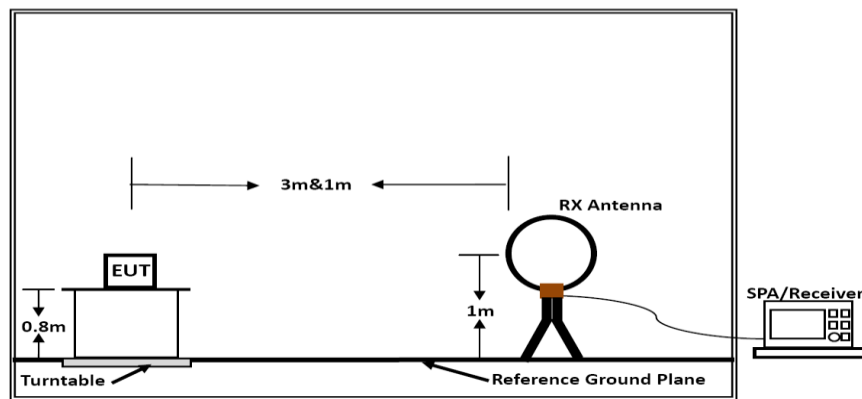 3m&1m
RX Antenna
EUT
SPA/Receiver
0.8m
1m
Turntable
Reference Ground Plane